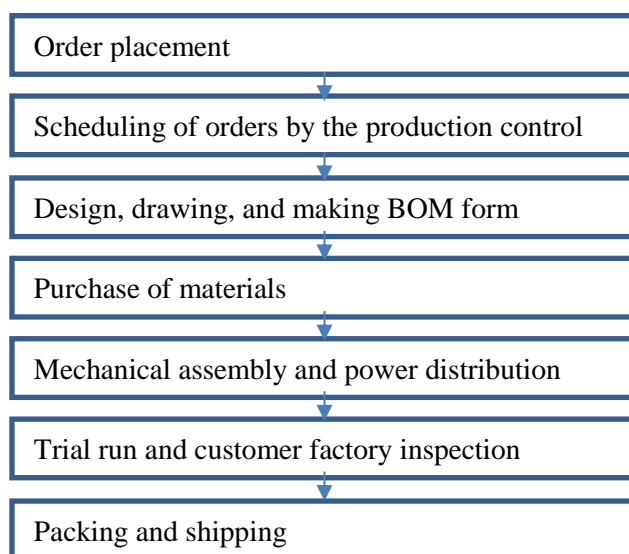 Order placement
Scheduling of orders by the production control
Design, drawing, and making BOM form
Purchase of materials
Mechanical assembly and power distribution
Trial run and customer factory inspection
Packing and shipping